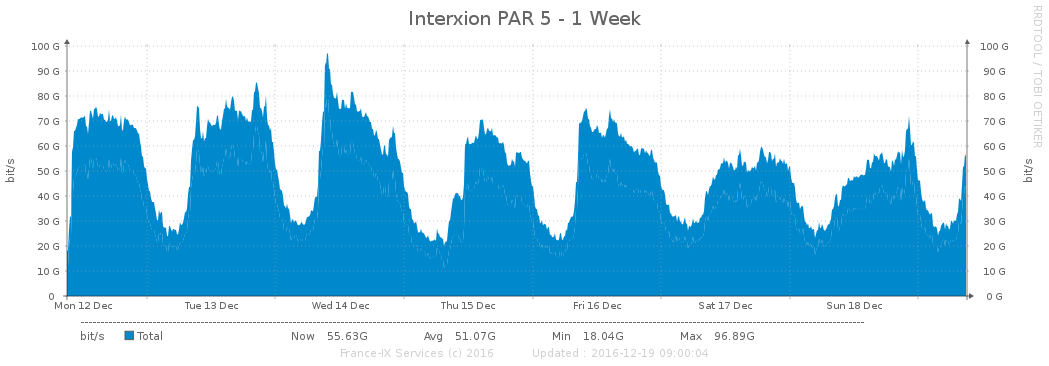 Interxion PAR 5 - 1 Week
RRDTOOL / TOBI OETIKER
bit/s
bit/s
100 G 100 G
90 G 90 G
80 G 80 G
70 G 70 G
60 G 60 G
50 G 50 G
40 G 40 G
30 G 30 G
20 G 20 G
10 G 10 G
0 0 G
Mon 12 Dec Tue 13 Dec Wed 14 Dec Thu 15 Dec Fri 16 Dec Sat 17 Dec Sun 18 Dec
bit/s Total Now 55.63G Avg 51.07G Min 18.04G Max 96.89G
France-IX Services (c) 2016 Updated : 2016-12-19 09:00:04